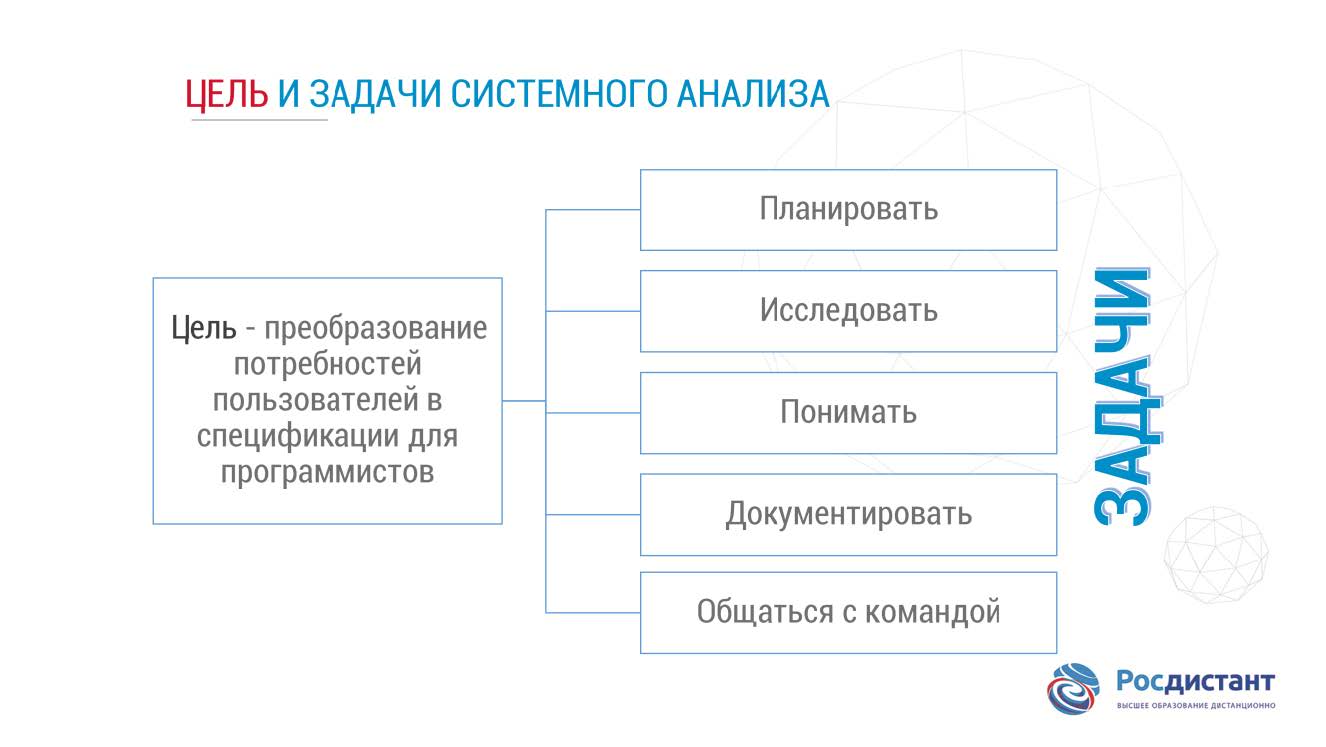 ЦЕЛЬ И ЗАДАЧИ СИСТЕМНОГО АНАЛИЗА
Цель - преобразование
потребностей
пользователей в
спецификации для
программистов
Планировать
Исследовать
Понимать
Документировать
Общаться с командой
ЗАДАЧИ
Росдистант
ВЫСШЕЕ ОБРАЗОВАНИЕ ДИСТАНЦИОННО